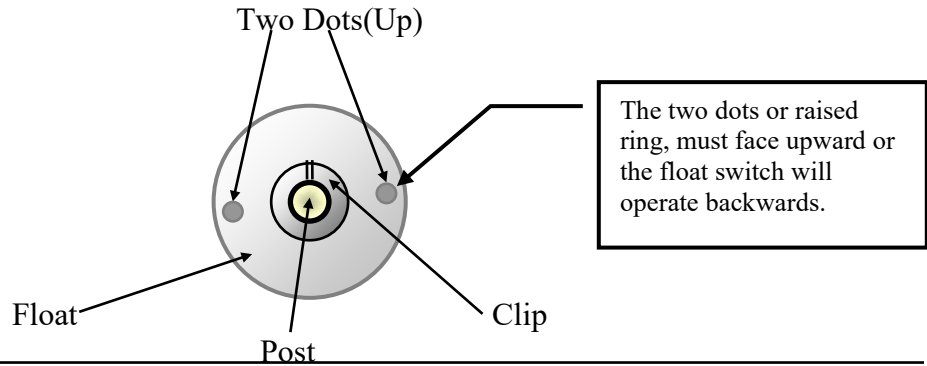 Two Dots(Up)
The two dots or raised
ring, must face upward or
the float switch will
operate backwards.
Float
Clip
Post